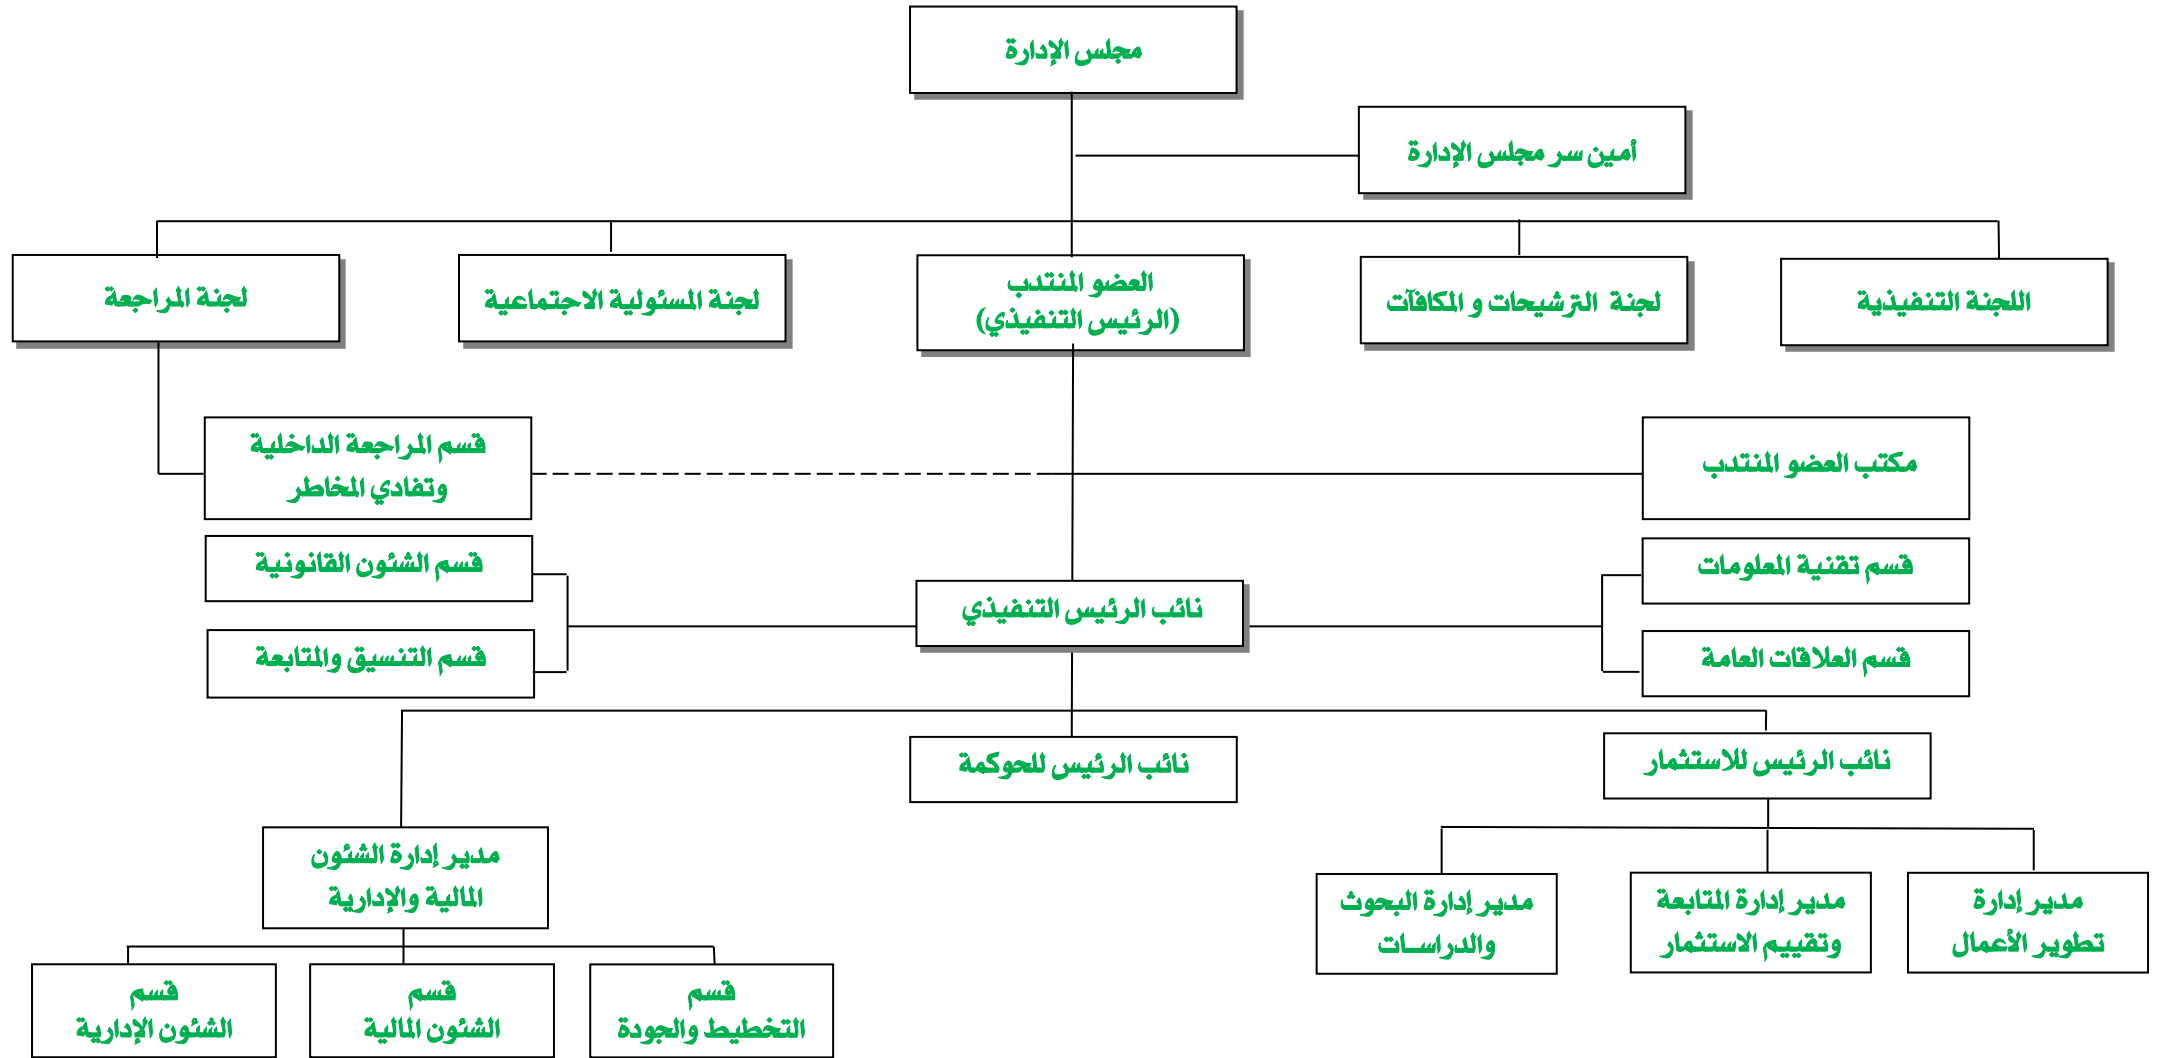 مجلس الإدارة
أمين سر مجلس الإدارة
اللجنة التنفيذية
لجنة الترشيحات و المكافآت
العضو المنتدب
(الرئيس التنفيذي)
لجنة المسئولية الاجتماعية
لجنة المراجعة
مكتب العضو المنتدب
قسم المراجعة الداخلية
وتفادي المخاطر
قسم تقنية المعلومات
قسم الشئون القانونية
نائب الرئيس التنفيذي
قسم العلاقات العامة
قسم التنسيق والمتابعة
نائب الرئيس للاستثمار
نائب الرئيس للحوكمة
مدير إدارة الشئون
المالية والإدارية
مدير إدارة
تطوير الأعمال
مدير إدارة المتابعة
وتقييم الاستثمار
مدير إدارة البحوث
والدراســات
قسم
التخطيط والجودة
قسم
الشئون المالية
قسم
الشئون الإدارية